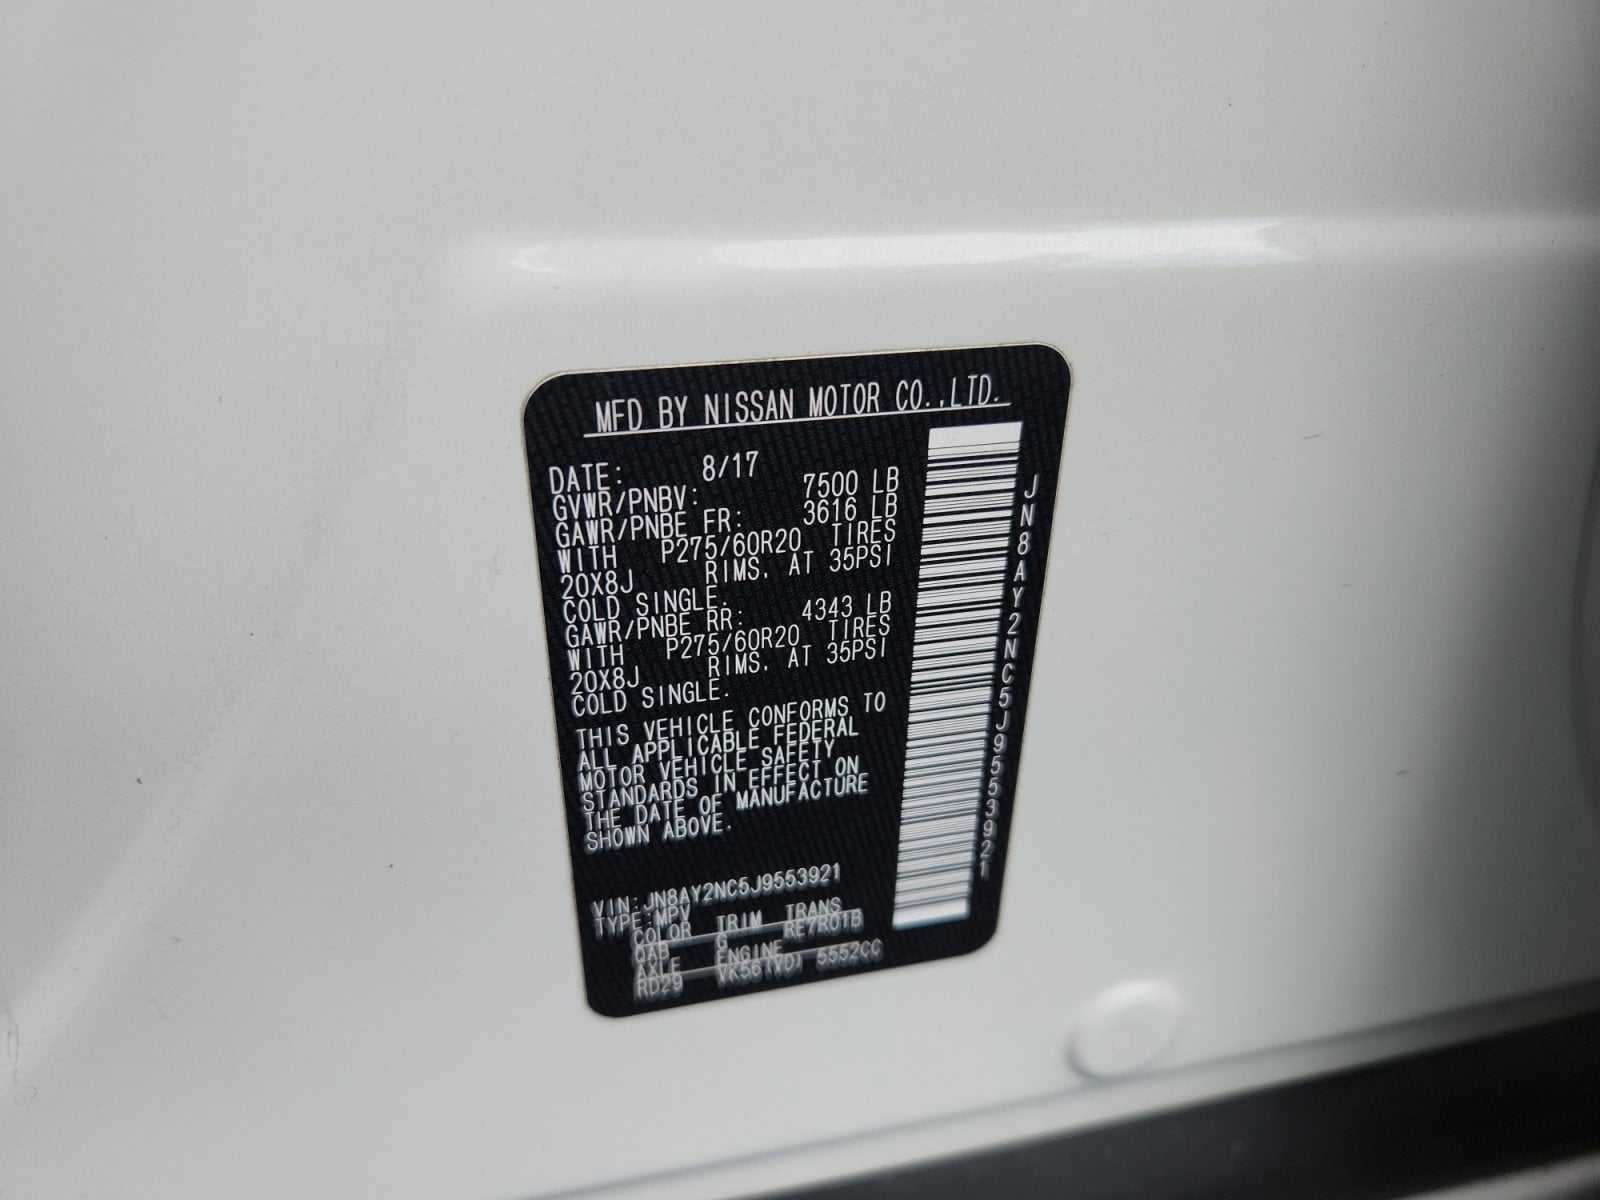 MFD BY NISSAN MOTOR CO.,LTD.
DATE: 8/17
GVWR/PNBV: 7500 LB
GAWR/PNBE FR: 3616 LB
WITH P275/60R20 TIRES
20X8J RIMS, AT 35PSI
COLD SINGLE.
GAWR/PNBE RR: 4343 LB
WITH P275/60R20 TIRES
20X8J RIMS, AT 35PSI
COLD SINGLE.
THIS VEHICLE CONFORMS TO
ALL APPLICABLE FEDERAL
MOTOR VEHICLE SAFETY
STANDARDS IN EFFECT ON
THE DATE OF MANUFACTURE
SHOWN ABOVE.
VIN:JN8AY2NC5J9553921
TYPE:MPV
COLOR TRIM TRANS
QAB G RE7R01B
AXLE ENGINE
RD29 VK56(VD) 5552CC
JN8AY2NC5J9553921